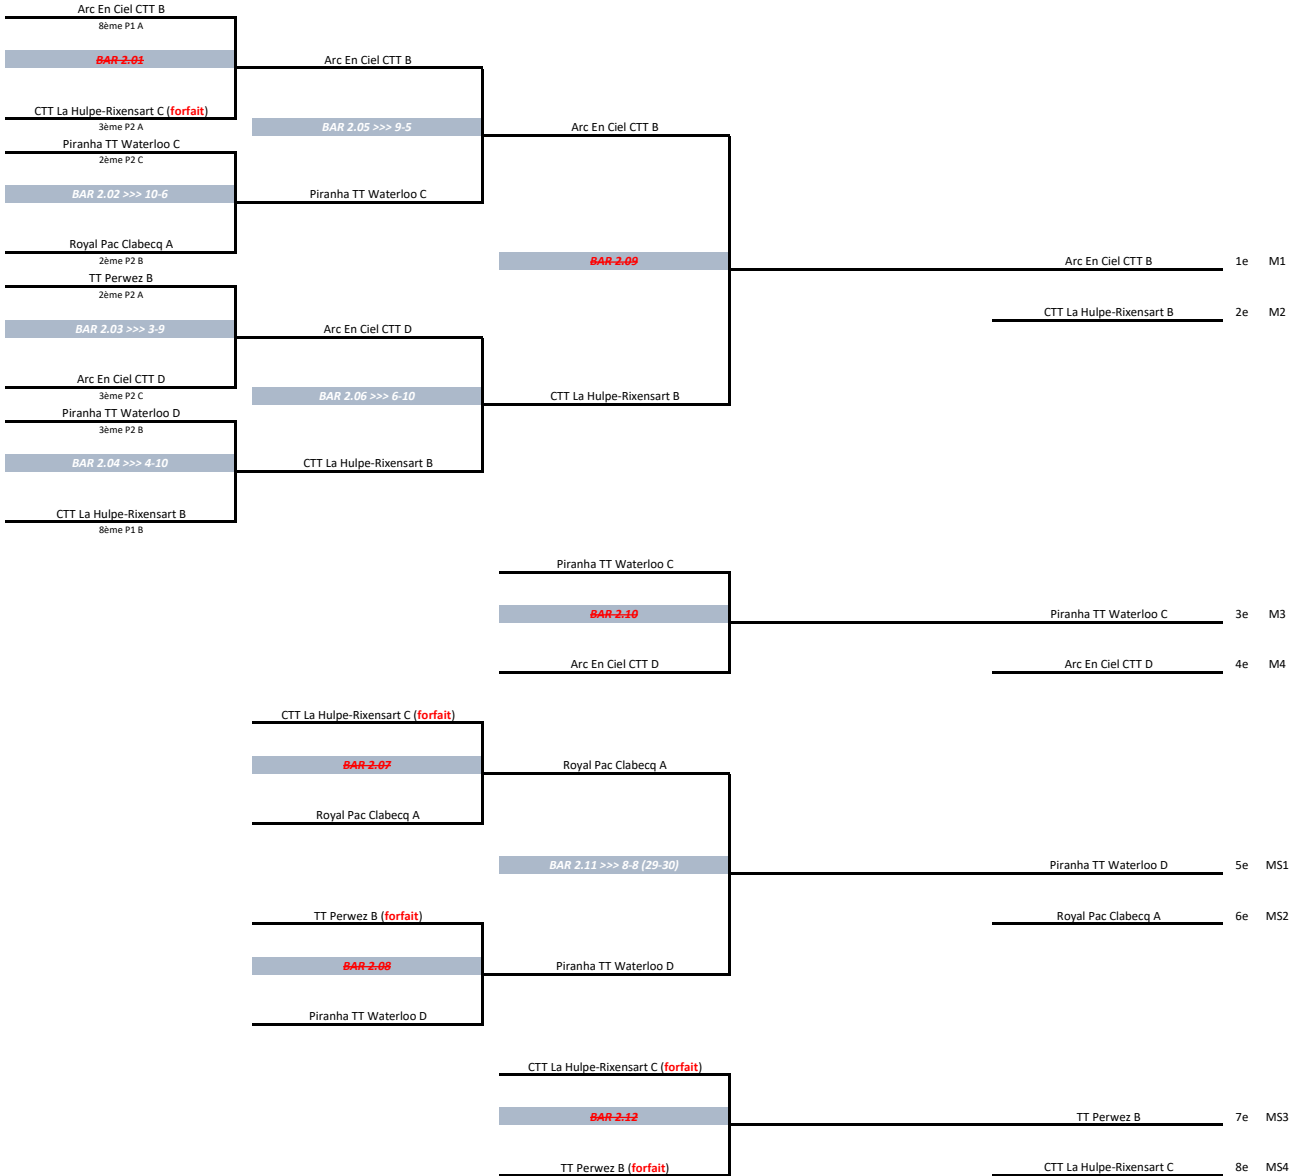 Arc En Ciel CTT B
8ème P1 A
BAR 2.01
Arc En Ciel CTT B
CTT La Hulpe-Rixensart C (forfait)
3ème P2 A
BAR 2.05 >>> 9-5
Arc En Ciel CTT B
Piranha TT Waterloo C
2ème P2 C
BAR 2.02 >>> 10-6
Piranha TT Waterloo C
Royal Pac Clabecq A
2ème P2 B
BAR 2.09
Arc En Ciel CTT B 1e M1
TT Perwez B
2ème P2 A
CTT La Hulpe-Rixensart B 2e M2
BAR 2.03 >>> 3-9
Arc En Ciel CTT D
Arc En Ciel CTT D
3ème P2 C
BAR 2.06 >>> 6-10
CTT La Hulpe-Rixensart B
Piranha TT Waterloo D
3ème P2 B
BAR 2.04 >>> 4-10
CTT La Hulpe-Rixensart B
CTT La Hulpe-Rixensart B
8ème P1 B
Piranha TT Waterloo C
BAR 2.10
Piranha TT Waterloo C 3e M3
Arc En Ciel CTT D
Arc En Ciel CTT D 4e M4
CTT La Hulpe-Rixensart C (forfait)
BAR 2.07
Royal Pac Clabecq A
Royal Pac Clabecq A
BAR 2.11 >>> 8-8 (29-30)
Piranha TT Waterloo D 5e MS1
TT Perwez B (forfait)
Royal Pac Clabecq A 6e MS2
BAR 2.08
Piranha TT Waterloo D
Piranha TT Waterloo D
CTT La Hulpe-Rixensart C (forfait)
BAR 2.12
TT Perwez B 7e MS3
TT Perwez B (forfait)
CTT La Hulpe-Rixensart C 8e MS4